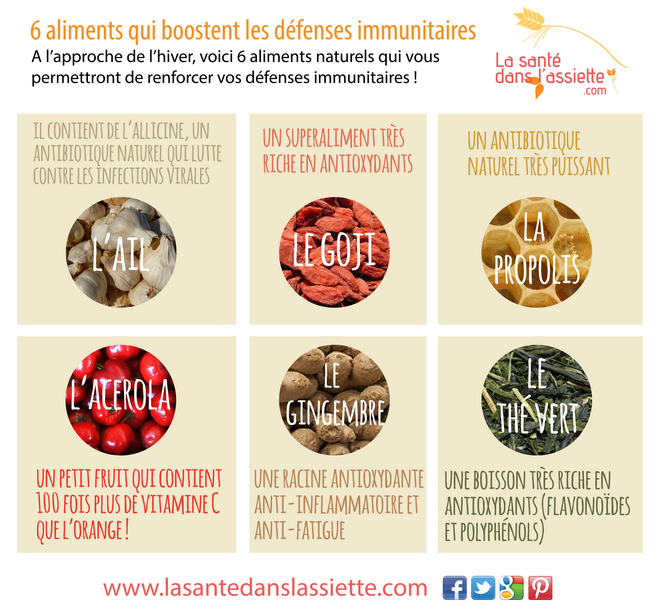 6 aliments qui boostent les défenses immunitaires
A l’approche de l’hiver, voici 6 aliments naturels qui vous
permettront de renforcer vos défenses immunitaires !
La santé
dans l'assiette
.com
IL CONTIENT DE L'ALLICINE, UN
ANTIBIOTIQUE NATUREL QUI LUTTE
CONTRE LES INFECTIONS VIRALES
L'AIL
UN SUPERALIMENT TRÈS
RICHE EN ANTIOXYDANTS
LE GOJI
UN ANTIBIOTIQUE
NATUREL TRÈS PUISSANT
LA
PROPOLIS
L'ACEROLA
UN PETIT FRUIT QUI CONTIENT
100 FOIS PLUS DE VITAMINE C
QUE L'ORANGE !
LE
GINGEMBRE
UNE RACINE ANTIOXYDANTE
ANTI-INFLAMMATOIRE ET
ANTI-FATIGUE
LE
THÉ VERT
UNE BOISSON TRÈS RICHE EN
ANTIOXYDANTS (FLAVONOÏDES
ET POLYPHÉNOLS)
www.lasantedanslassiette.com